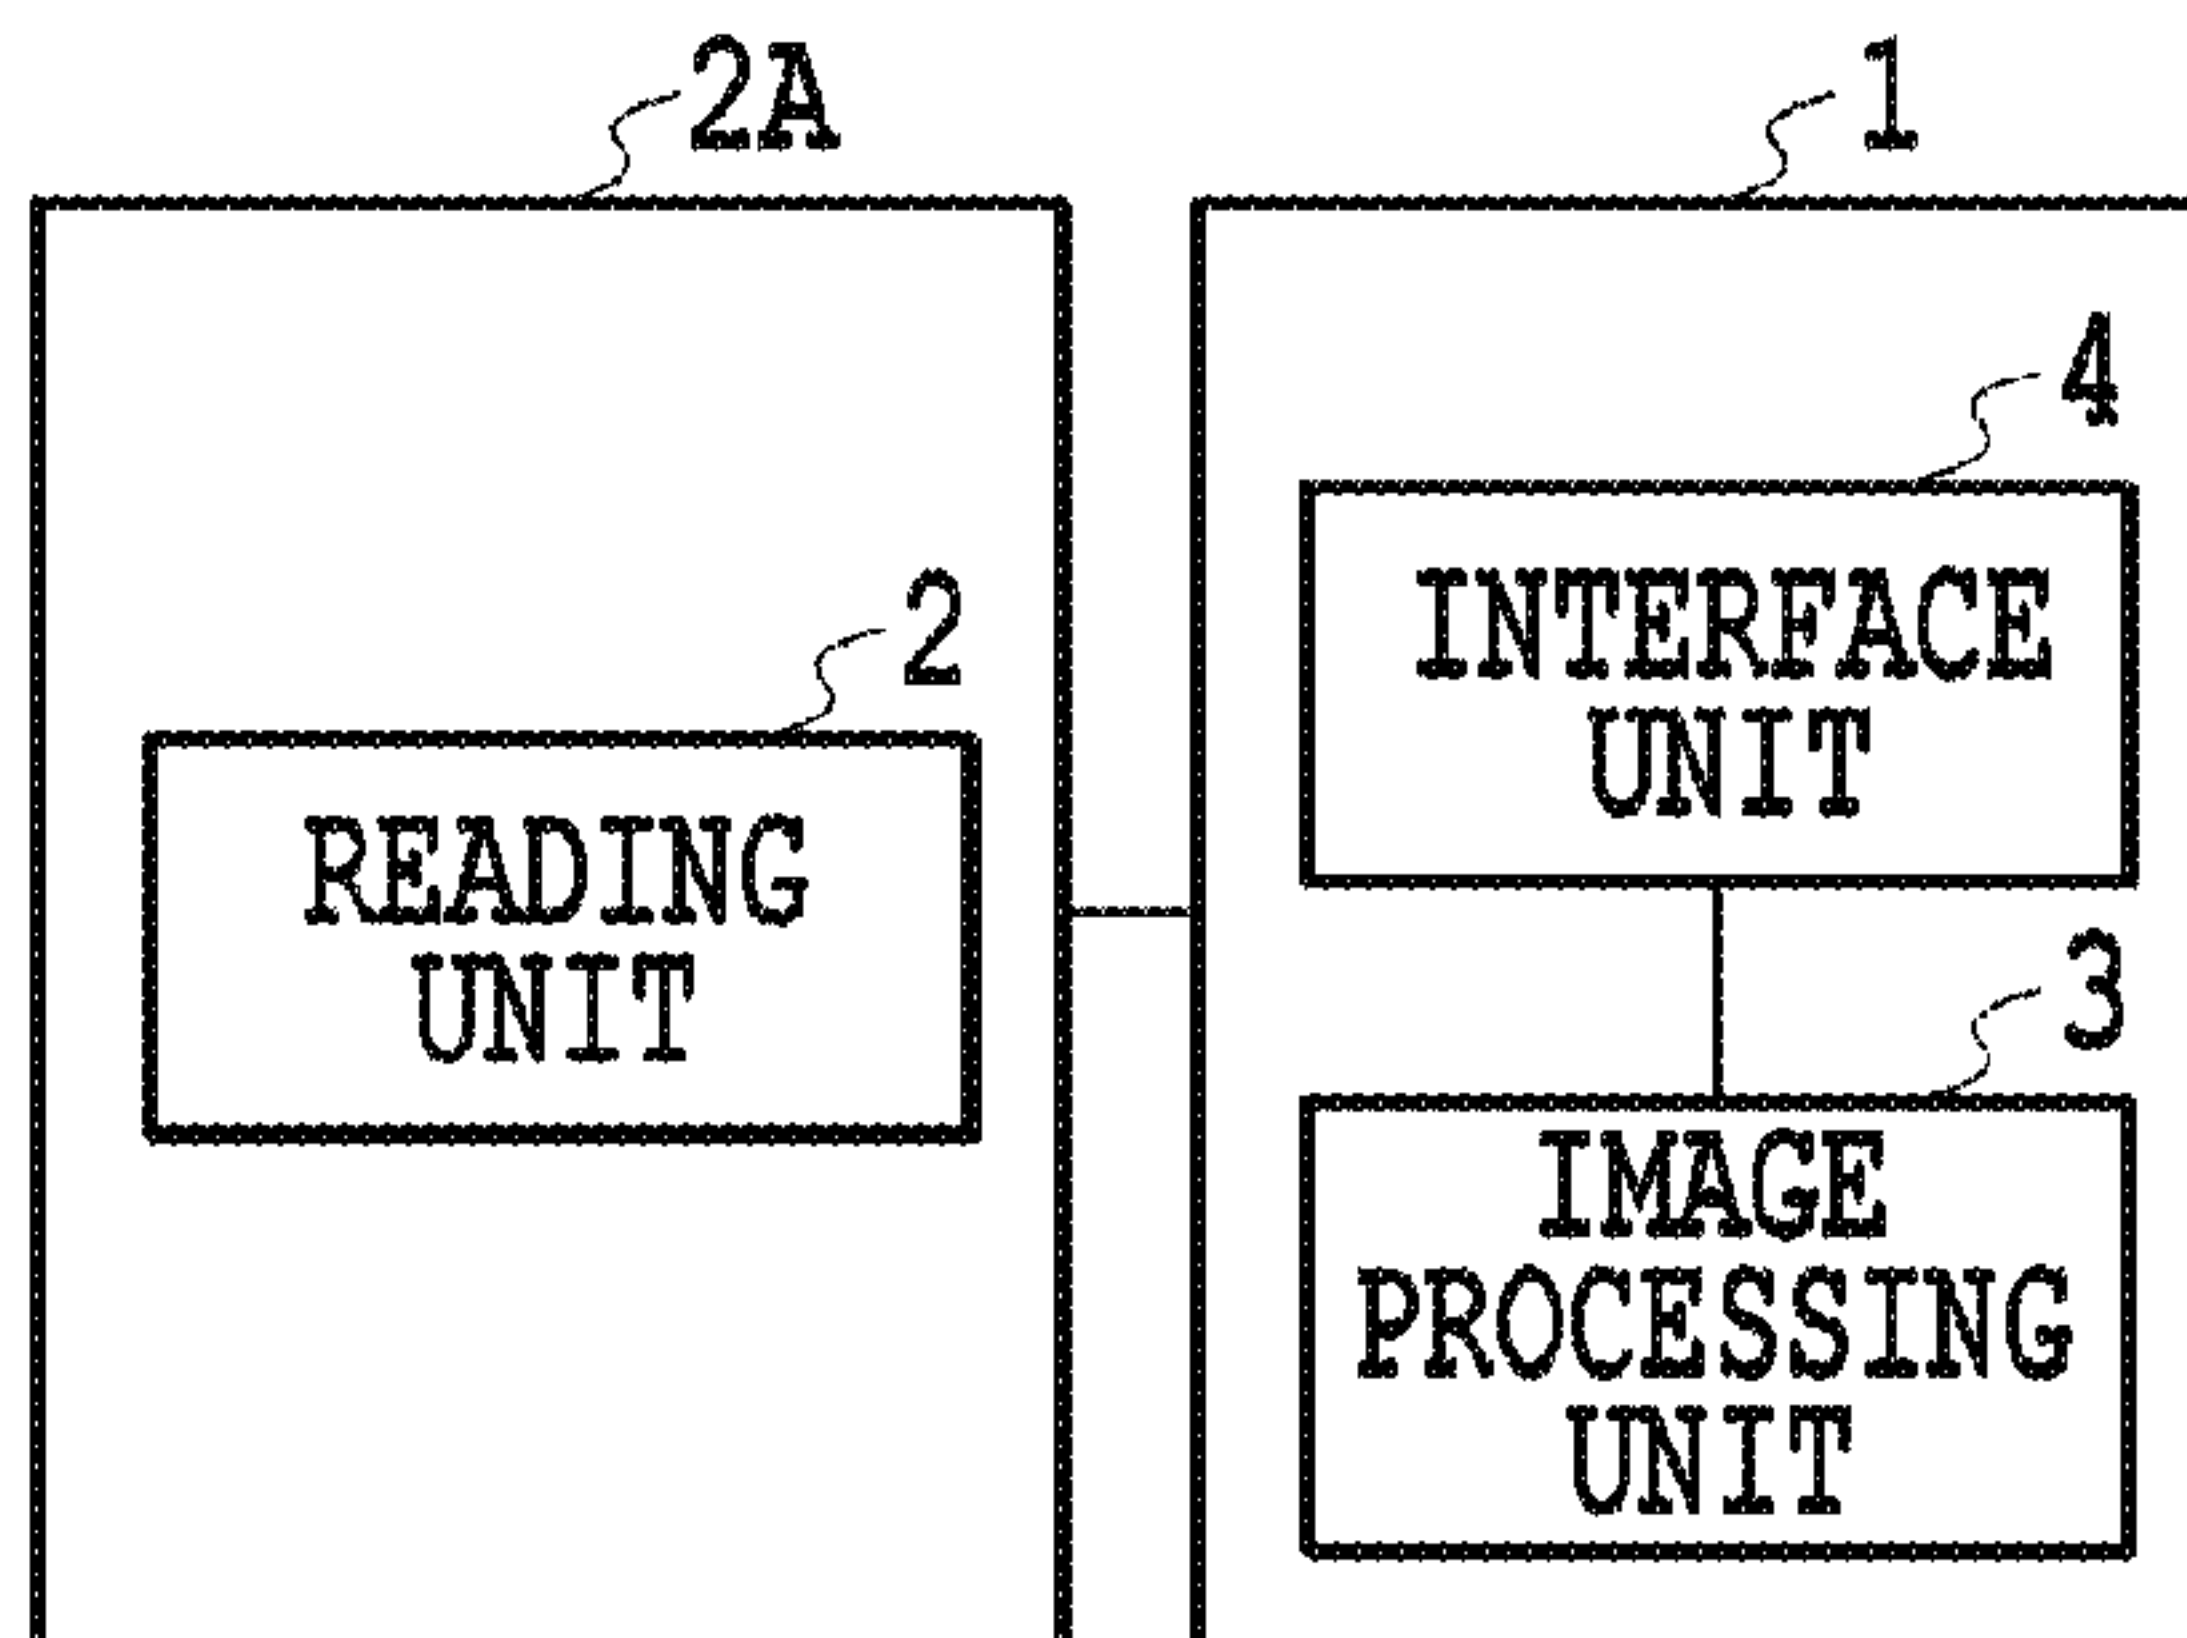 2A
1
4
INTERFACE
UNIT
2
READING
UNIT
3
IMAGE
PROCESSING
UNIT